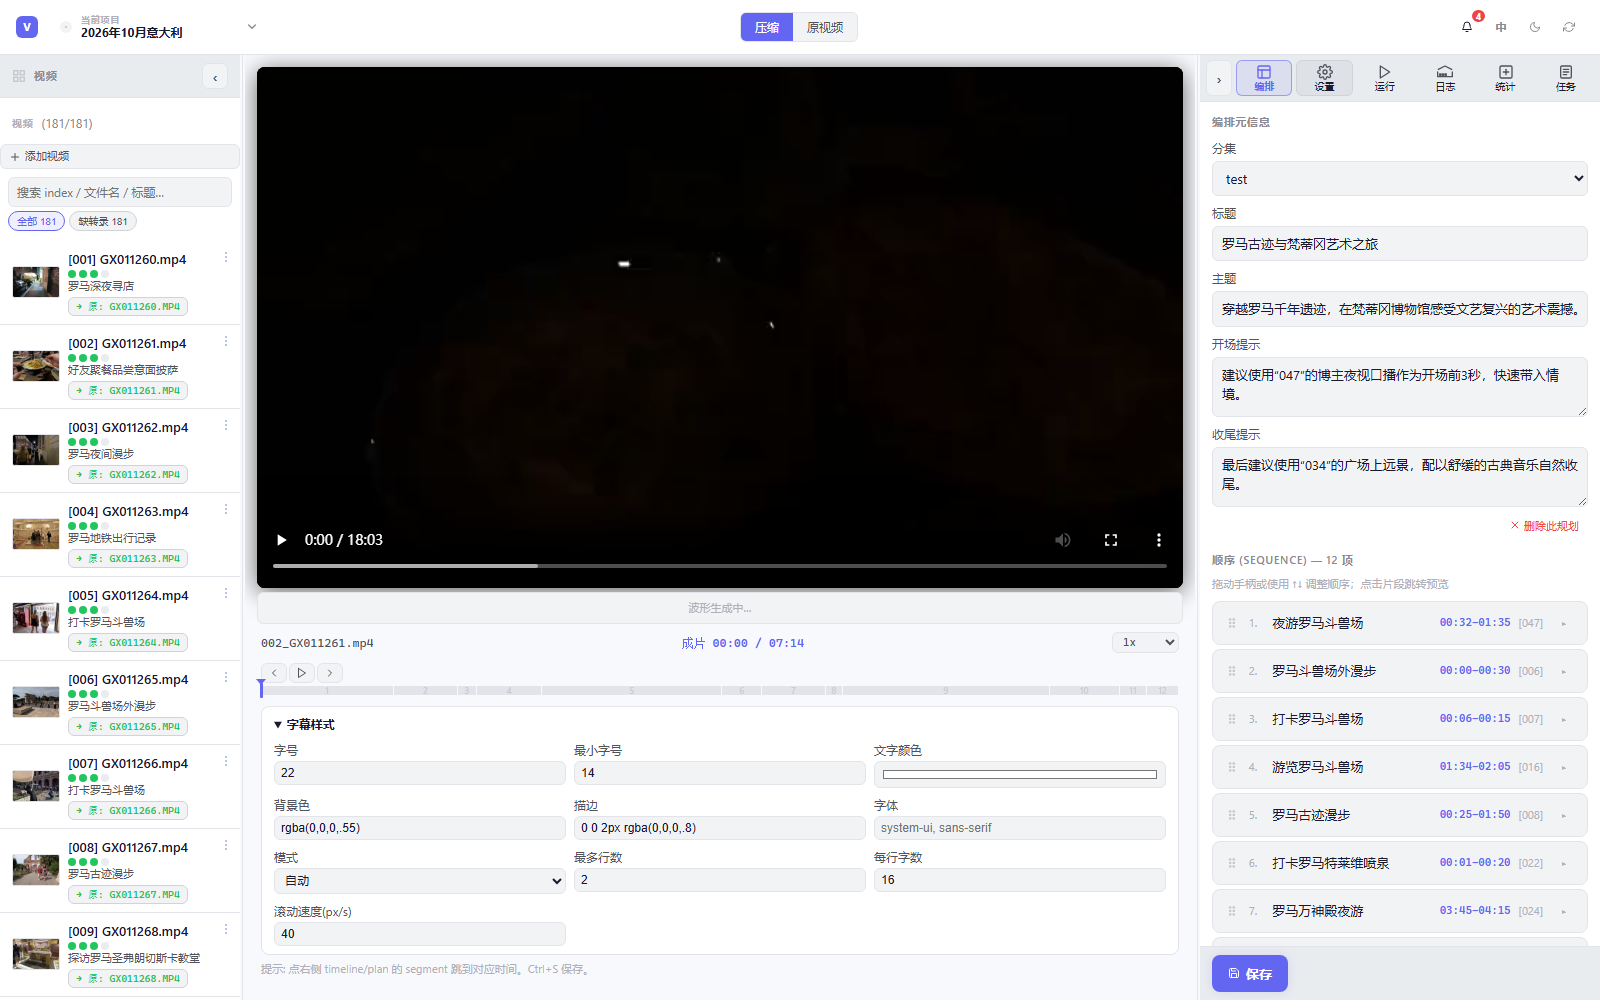 V
当前项目
2026年10月意大利
压缩
原视频
4
中
视频
视频 (181/181)
+ 添加视频
搜索 index / 文件名 / 标题...
全部 181
缺转录 181
[001] GX011260.mp4
罗马深夜寻店
→ 原: GX011260.MP4
[002] GX011261.mp4
好友聚餐品尝意面披萨
→ 原: GX011261.MP4
[003] GX011262.mp4
罗马夜间漫步
→ 原: GX011262.MP4
[004] GX011263.mp4
罗马地铁出行记录
→ 原: GX011263.MP4
[005] GX011264.mp4
打卡罗马斗兽场
→ 原: GX011264.MP4
[006] GX011265.mp4
罗马斗兽场外漫步
→ 原: GX011265.MP4
[007] GX011266.mp4
打卡罗马斗兽场
→ 原: GX011266.MP4
[008] GX011267.mp4
罗马古迹漫步
→ 原: GX011267.MP4
[009] GX011268.mp4
探访罗马圣弗朗切斯卡教堂
→ 原: GX011268.MP4
0:00 / 18:03
波形生成中...
002_GX011261.mp4
成片 00:00 / 07:14
1x
1 2 3 4 5 6 7 8 9 10 11 12
▼ 字幕样式
字号
22
最小字号
14
文字颜色
背景色
rgba(0,0,0,.55)
描边
0 0 2px rgba(0,0,0,.8)
字体
system-ui, sans-serif
模式
自动
最多行数
2
每行字数
16
滚动速度(px/s)
40
提示: 点右侧 timeline/plan 的 segment 跳到对应时间。Ctrl+S 保存。
编排
设置
运行
日志
统计
任务
编排元信息
分集
test
标题
罗马古迹与梵蒂冈艺术之旅
主题
穿越罗马千年遗迹，在梵蒂冈博物馆感受文艺复兴的艺术震撼。
开场提示
建议使用“047”的博主夜视口播作为开场前3秒，快速带入情
境。
收尾提示
最后建议使用“034”的广场上远景，配以舒缓的古典音乐自然收
尾。
× 删除此规划
顺序 (SEQUENCE) — 12 项
拖动手柄或使用 ↑↓ 调整顺序；点击片段跳转预览
1. 夜游罗马斗兽场 00:32–01:35 [047]
2. 罗马斗兽场外漫步 00:00–00:30 [006]
3. 打卡罗马斗兽场 00:06–00:15 [007]
4. 游览罗马斗兽场 01:34–02:05 [016]
5. 罗马古迹漫步 00:25–01:50 [008]
6. 打卡罗马特莱维喷泉 00:01–00:20 [022]
7. 罗马万神殿夜游 03:45–04:15 [024]
保存